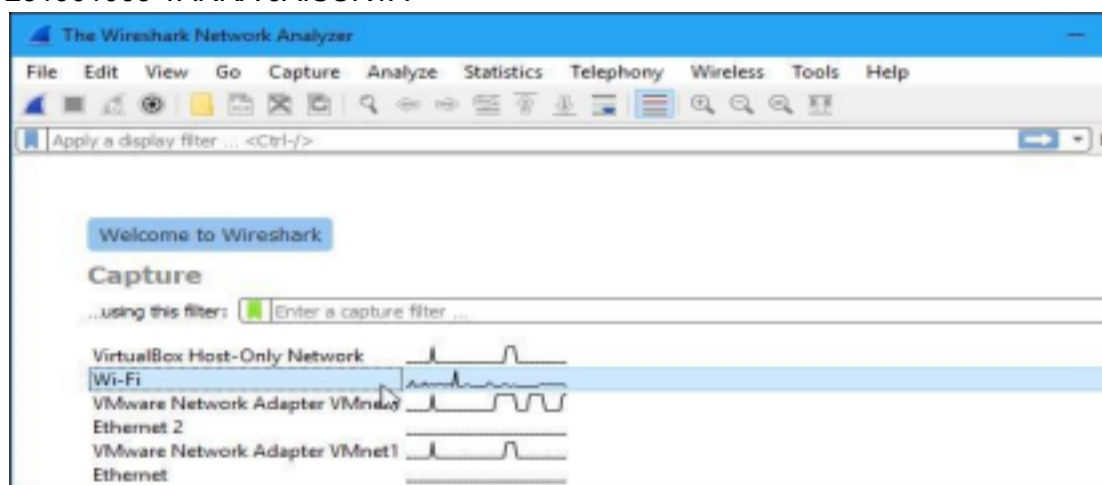 The Wireshark Network Analyzer
File Edit View Go Capture Analyze Statistics Telephony Wireless Tools Help
Apply a display filter ... <Ctrl-/>
Welcome to Wireshark
Capture
...using this filter: Enter a capture filter ...
VirtualBox Host-Only Network
Wi-Fi
VMware Network Adapter
Ethernet 2
VMware Network Adapter VMnet1
Ethernet